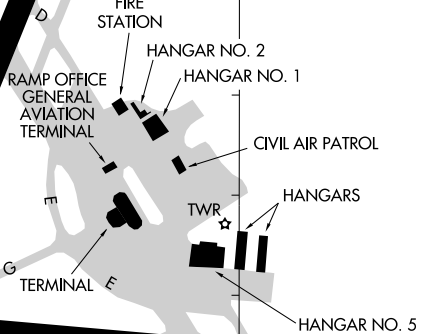 D
FIRE
STATION
HANGAR NO. 2
HANGAR NO. 1
RAMP OFFICE
GENERAL
AVIATION
TERMINAL
CIVIL AIR PATROL
E
HANGARS
TWR
G
TERMINAL
E
HANGAR NO. 5